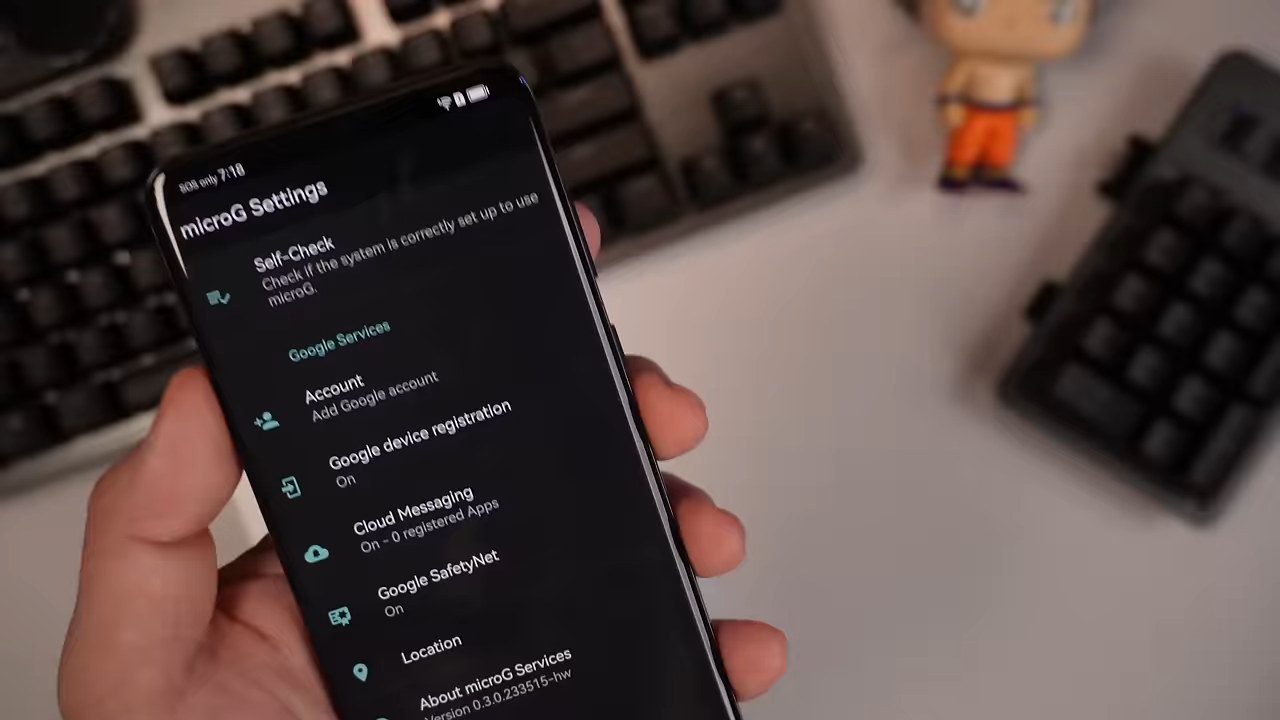 SOS only 7:18
microG Settings
Self-Check
Check if the system is correctly set up to use
microG.
Google Services
Account
Add Google account
Google device registration
On
Cloud Messaging
On - 0 registered Apps
Google SafetyNet
On
Location
About microG Services
Version 0.3.0.233515-hw